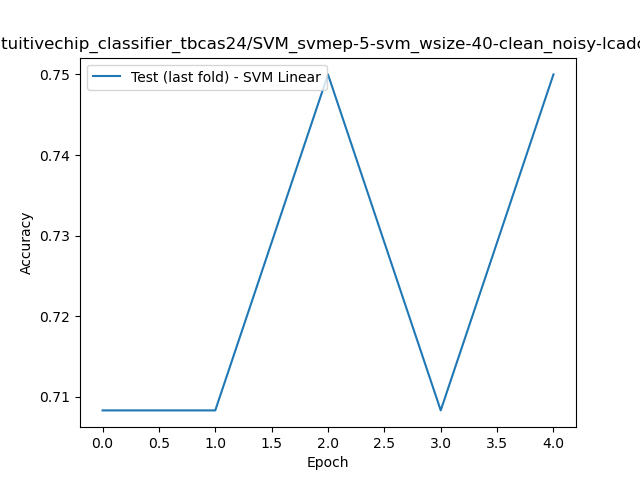 tuitivechip_classifier_tbcas24/SVM_svmep-5-svm_wsize-40-clean_noisy-lcado
Test (last fold) - SVM Linear
0.75
0.74
0.73
0.72
0.71
Accuracy
0.0 0.5 1.0 1.5 2.0 2.5 3.0 3.5 4.0
Epoch